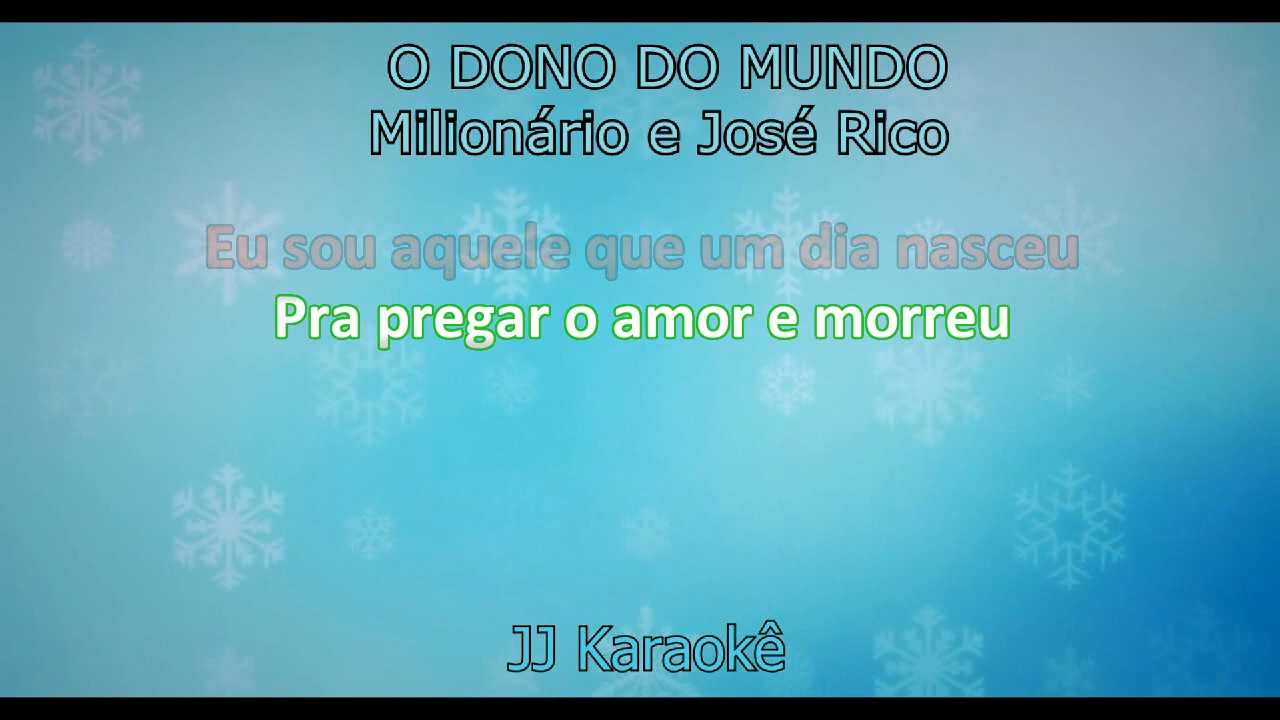 O DONO DO MUNDO
Milionário e José Rico
Eu sou aquele que um dia nasceu
Pra pregar o amor e morreu
JJ Karaokê